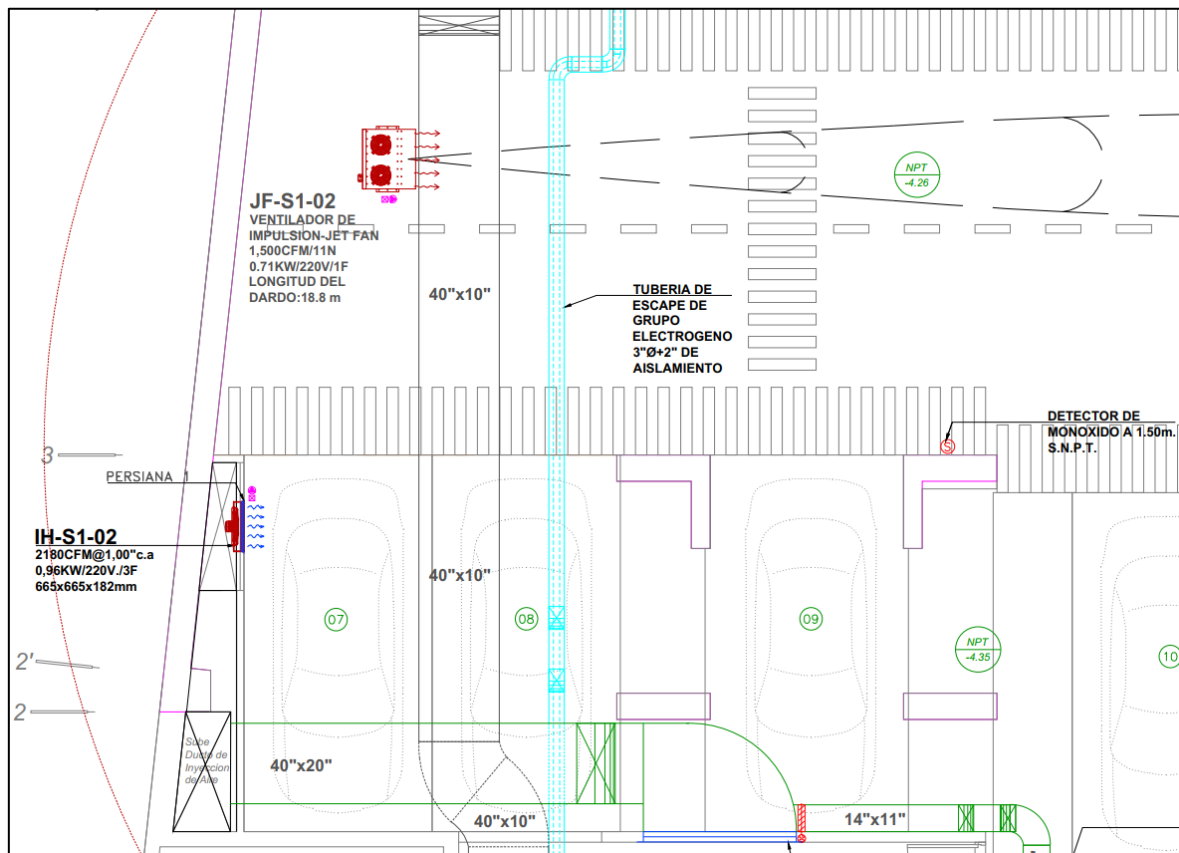 NPT
-4.26
JF-S1-02
VENTILADOR DE
IMPULSION-JET FAN
1,500CFM/11N
0.71KW/220V/1F
LONGITUD DEL
DARDO:18.8 m
40"x10"
TUBERIA DE
ESCAPE DE
GRUPO
ELECTROGENO
3"Ø+2" DE
AISLAMIENTO
DETECTOR DE
MONOXIDO A 1.50m.
S.N.P.T.
S
3
PERSIANA 1
IH-S1-02
2180CFM@1,00"c.a
0,96KW/220V./3F
665x665x182mm
40"x10"
07
08
09
10
NPT
-4.35
2'
2
Sube
Ducto de
Inyeccion
de Aire
40"x20"
40"x10"
14"x11"